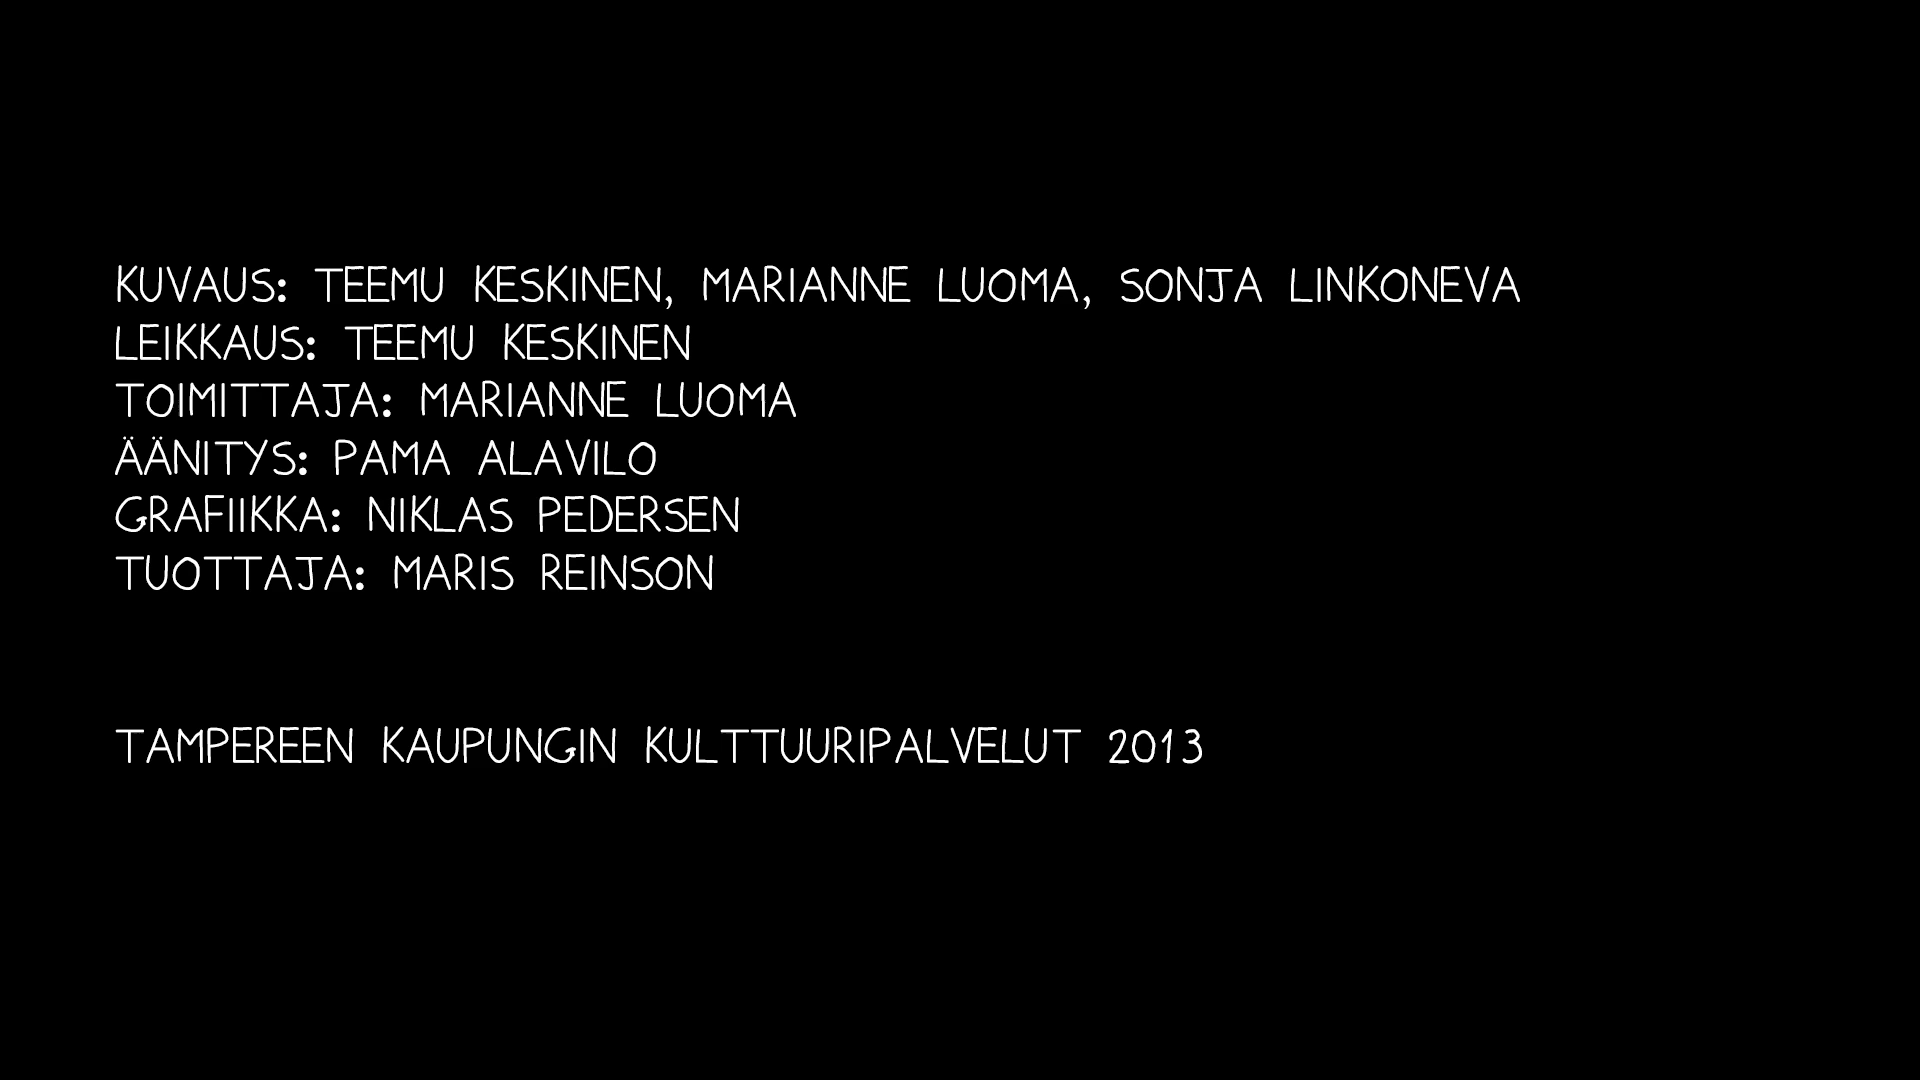 KUVAUS: TEEMU KESKINEN, MARIANNE LUOMA, SONJA LINKONEVA
LEIKKAUS: TEEMU KESKINEN
TOIMITTAJA: MARIANNE LUOMA
ÄÄNITYS: PAMA ALAVILO
GRAFIIKKA: NIKLAS PEDERSEN
TUOTTAJA: MARIS REINSON
TAMPEREEN KAUPUNGIN KULTTUURIPALVELUT 2013